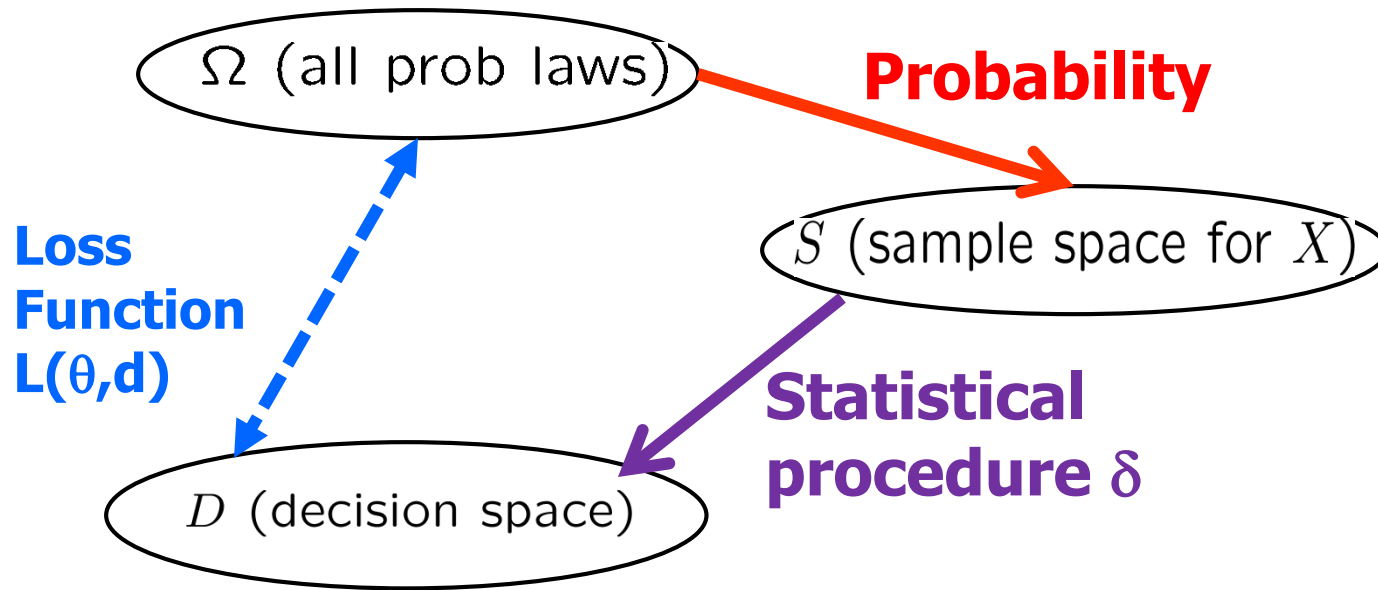 Ω (all prob laws)
Probability
S (sample space for X)
Loss
Function
L(θ,d)
Statistical
procedure δ
D (decision space)